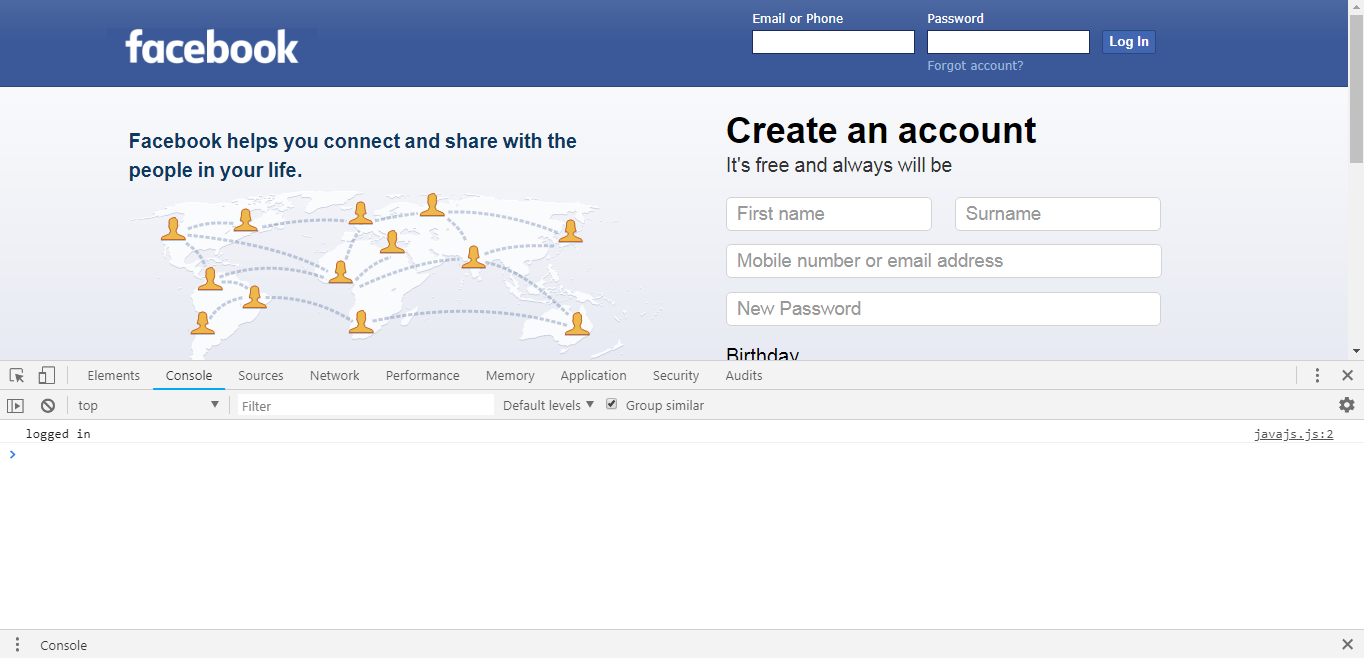 facebook
Email or Phone
Password
Log In
Forgot account?
Facebook helps you connect and share with the
people in your life.
Create an account
It's free and always will be
First name
Surname
Mobile number or email address
New Password
Birthday
Elements Console Sources Network Performance Memory Application Security Audits
top Filter Default levels Group similar
logged in javajs.js:2
Console